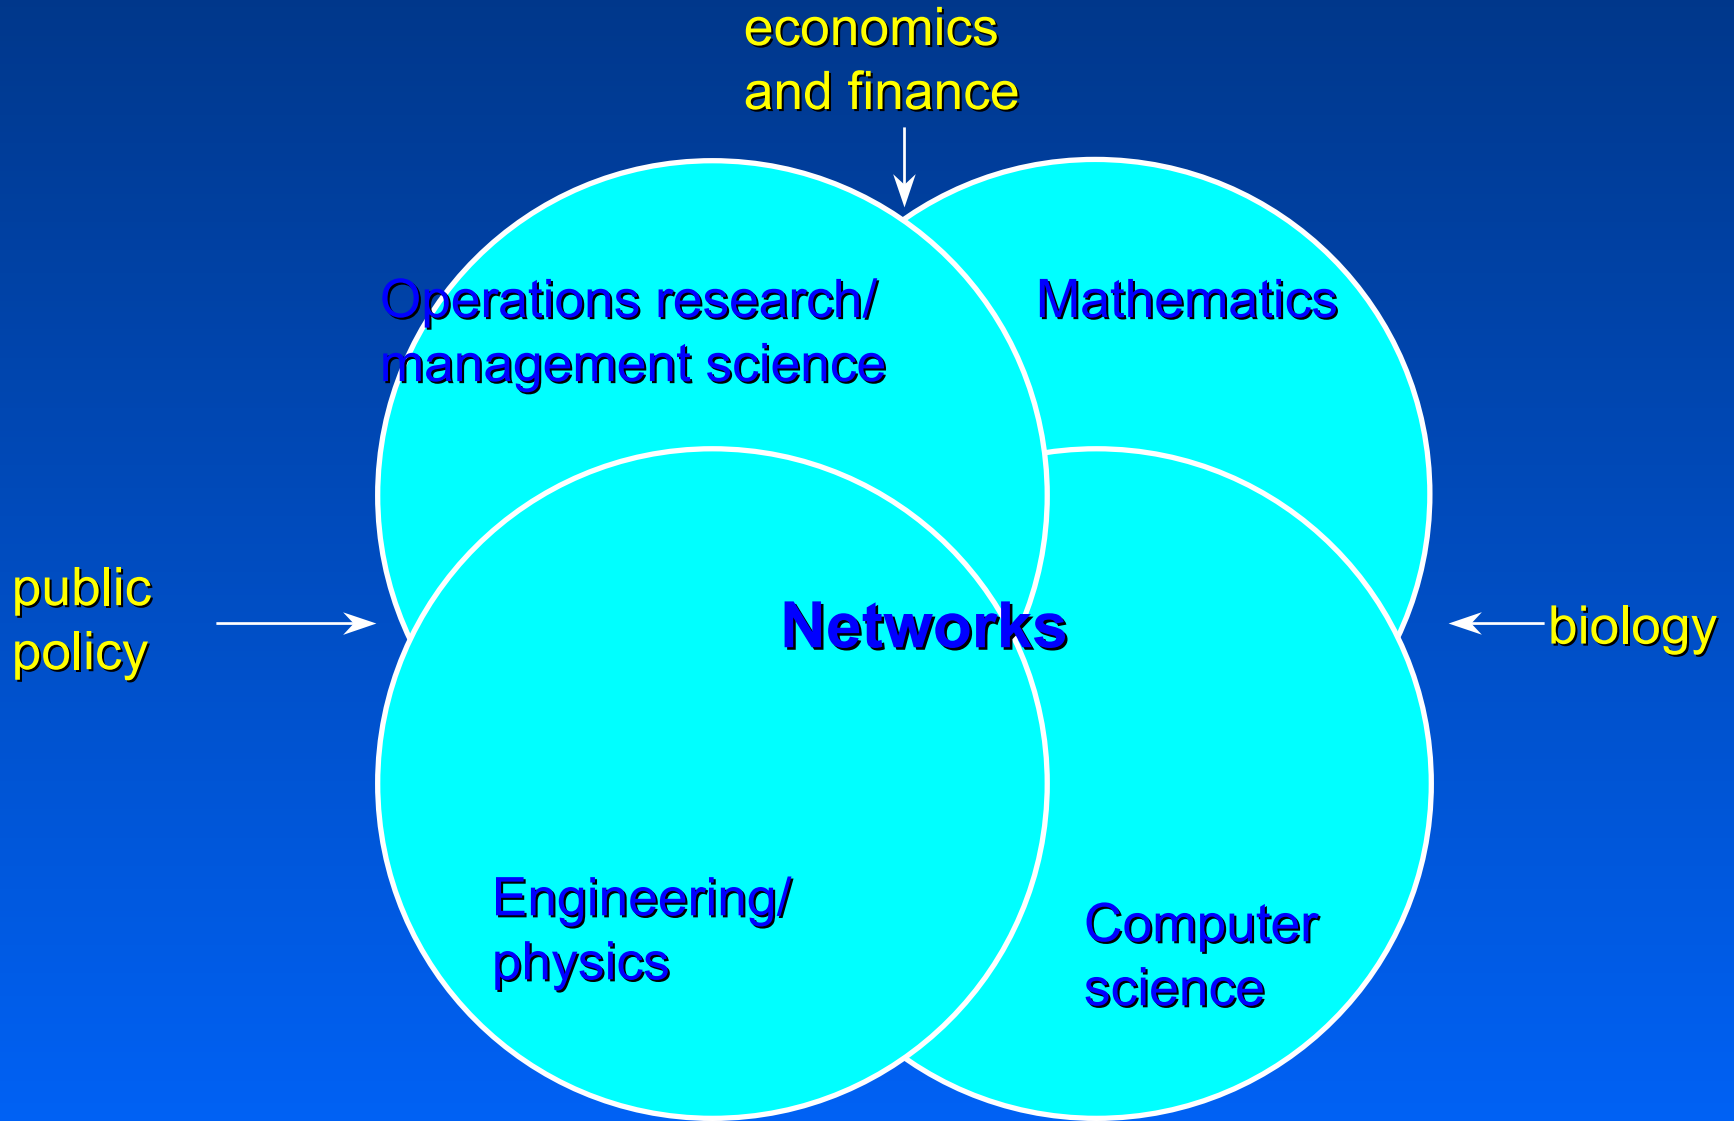 economics
and finance
Operations research/
management science
Mathematics
public
policy
Networks
biology
Engineering/
physics
Computer
science